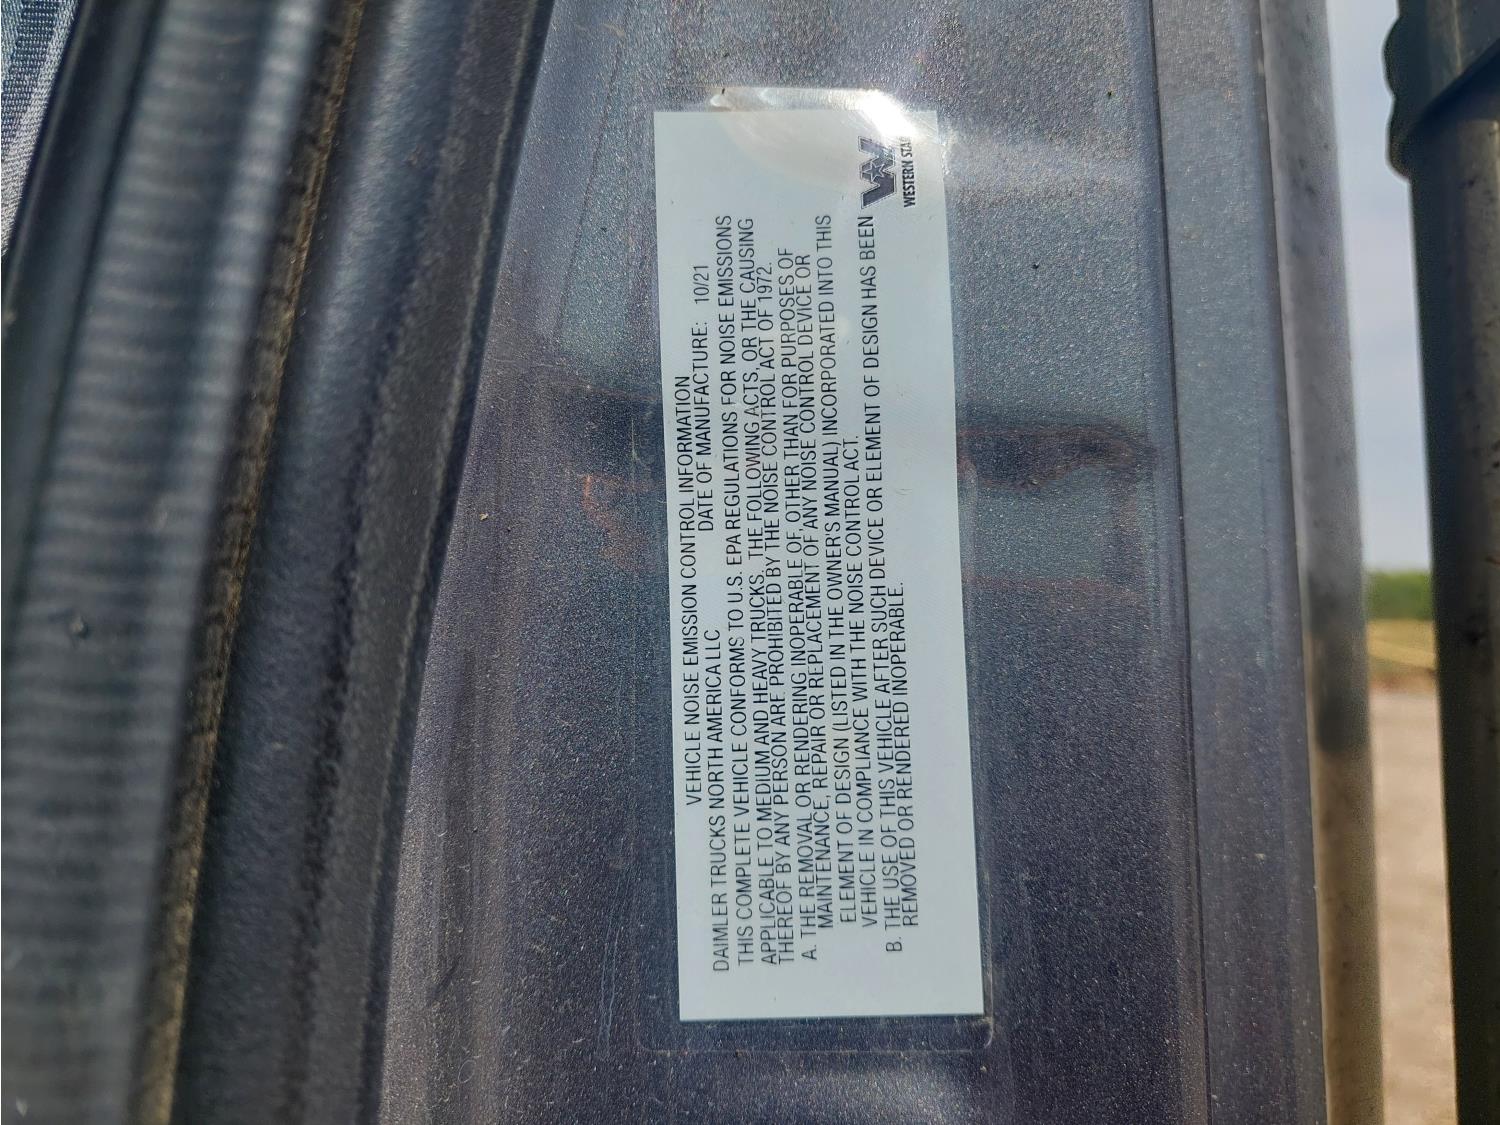 VEHICLE NOISE EMISSION CONTROL INFORMATION
DAIMLER TRUCKS NORTH AMERICA LLC DATE OF MANUFACTURE: 10/21
THIS COMPLETE VEHICLE CONFORMS TO U.S. EPA REGULATIONS FOR NOISE EMISSIONS
APPLICABLE TO MEDIUM AND HEAVY TRUCKS. THE FOLLOWING ACTS, OR THE CAUSING
THEREOF BY ANY PERSON ARE PROHIBITED BY THE NOISE CONTROL ACT OF 1972.
A. THE REMOVAL OR RENDERING INOPERABLE OF, OTHER THAN FOR PURPOSES OF
MAINTENANCE, REPAIR OR REPLACEMENT OF ANY NOISE CONTROL DEVICE OR
ELEMENT OF DESIGN (LISTED IN THE OWNER'S MANUAL) INCORPORATED INTO THIS
VEHICLE IN COMPLIANCE WITH THE NOISE CONTROL ACT.
B. THE USE OF THIS VEHICLE AFTER SUCH DEVICE OR ELEMENT OF DESIGN HAS BEEN
REMOVED OR RENDERED INOPERABLE.
WESTERN STAR